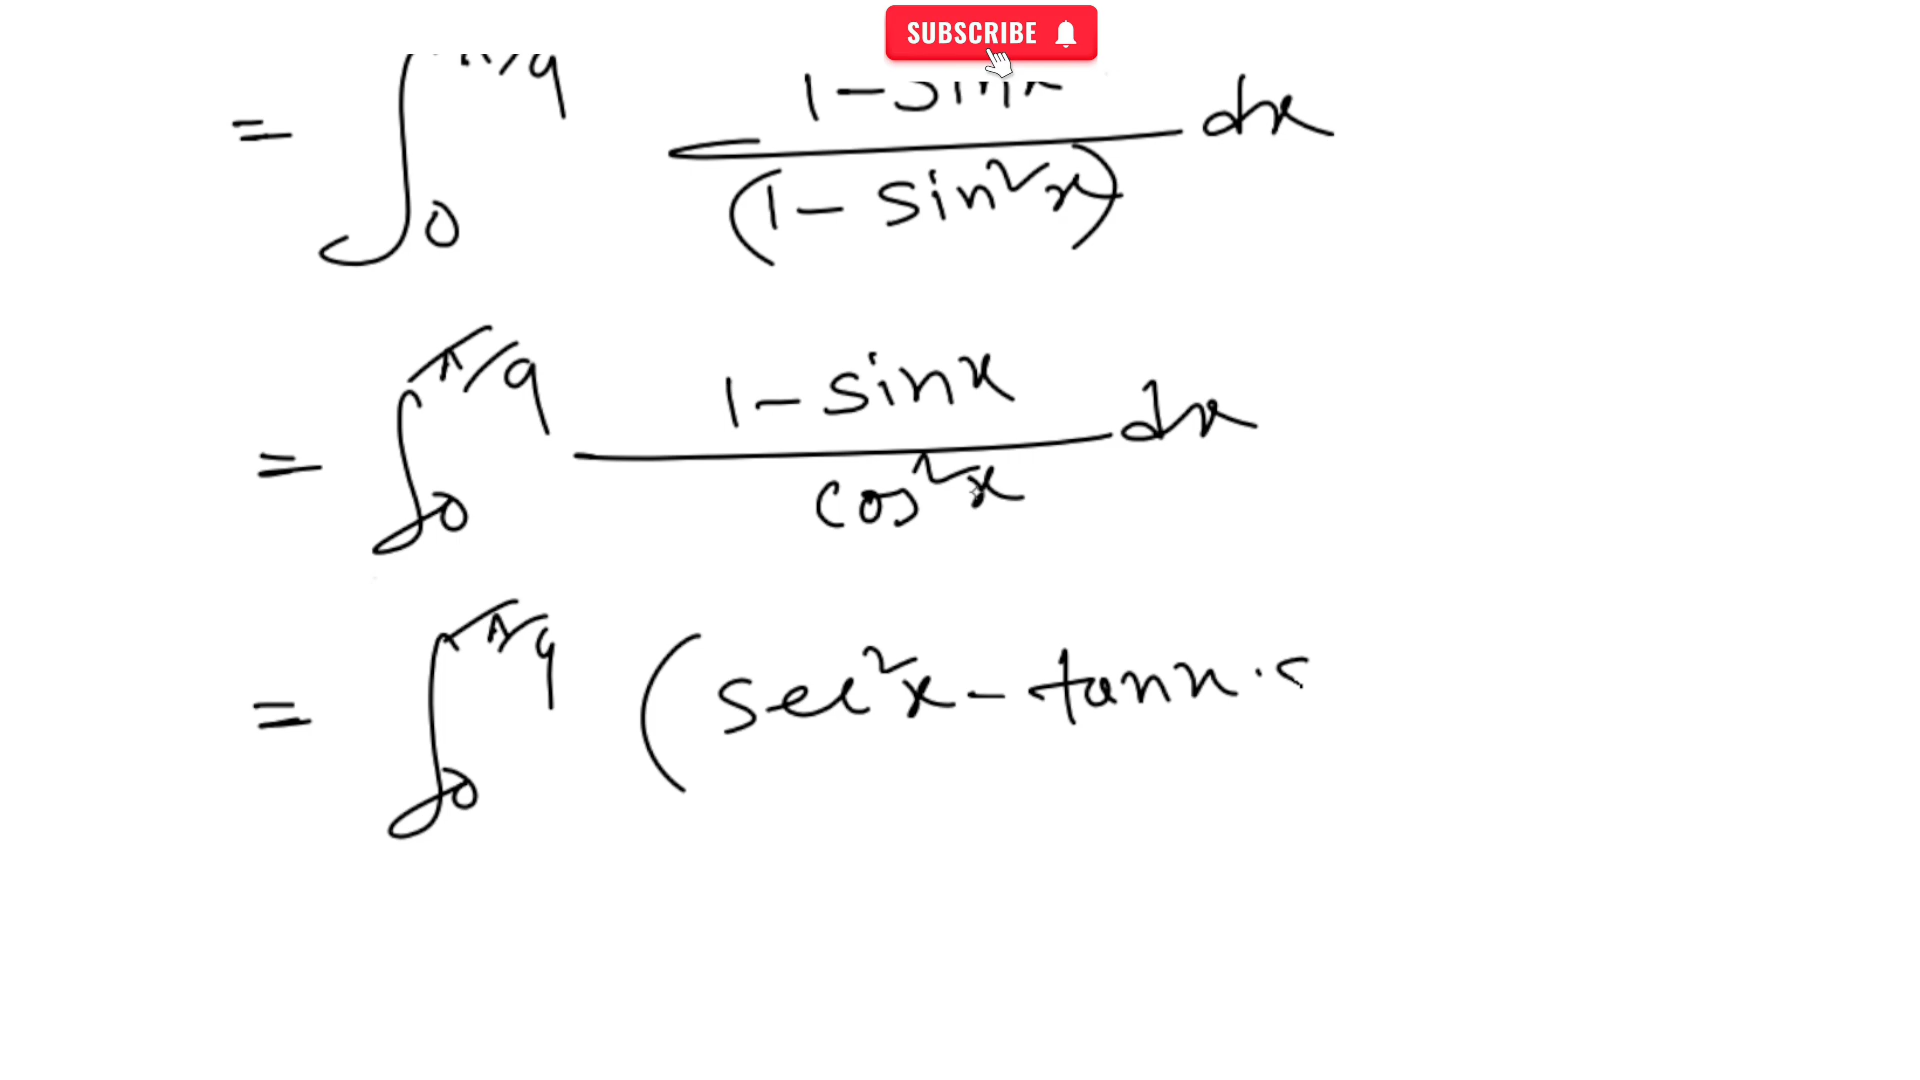 SUBSCRIBE
= ∫₀^π/4 1-sinx / (1-sin²x) dx
= ∫₀^π/4 1-sinx / cos²x dx
= ∫₀^π/4 (sec²x - tanx · s